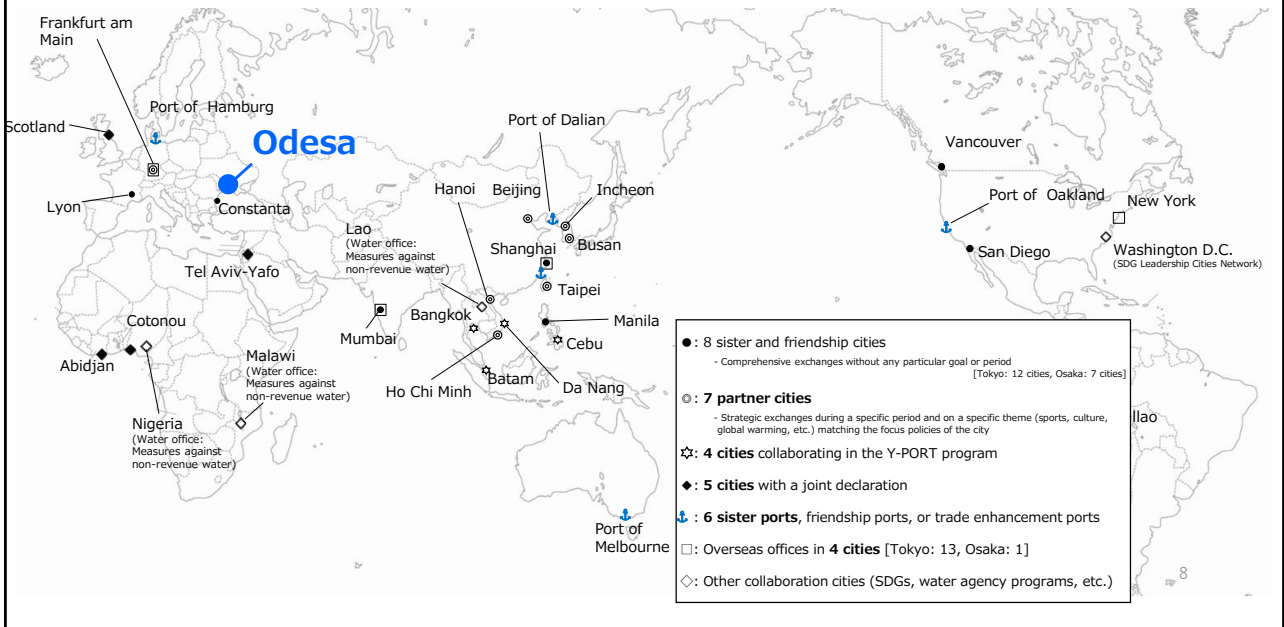 Frankfurt am
Main
Port of Hamburg
Scotland
Odesa
Lyon
Constanta
Tel Aviv-Yafo
Cotonou
Abidjan
Nigeria
(Water office:
Measures against
non-revenue water)
Malawi
(Water office:
Measures against
non-revenue water)
Mumbai
Lao
(Water office:
Measures against
non-revenue water)
Hanoi
Beijing
Port of Dalian
Incheon
Busan
Shanghai
Taipei
Bangkok
Manila
Cebu
Batam
Ho Chi Minh
Da Nang
Port of
Melbourne
Vancouver
Port of Oakland
San Diego
New York
Washington D.C.
(SDG Leadership Cities Network)
llao
●: 8 sister and friendship cities
- Comprehensive exchanges without any particular goal or period
[Tokyo: 12 cities, Osaka: 7 cities]
◎: 7 partner cities
- Strategic exchanges during a specific period and on a specific theme (sports, culture,
global warming, etc.) matching the focus policies of the city
✡: 4 cities collaborating in the Y-PORT program
◆: 5 cities with a joint declaration
⚓: 6 sister ports, friendship ports, or trade enhancement ports
□: Overseas offices in 4 cities [Tokyo: 13, Osaka: 1]
◇: Other collaboration cities (SDGs, water agency programs, etc.)
8